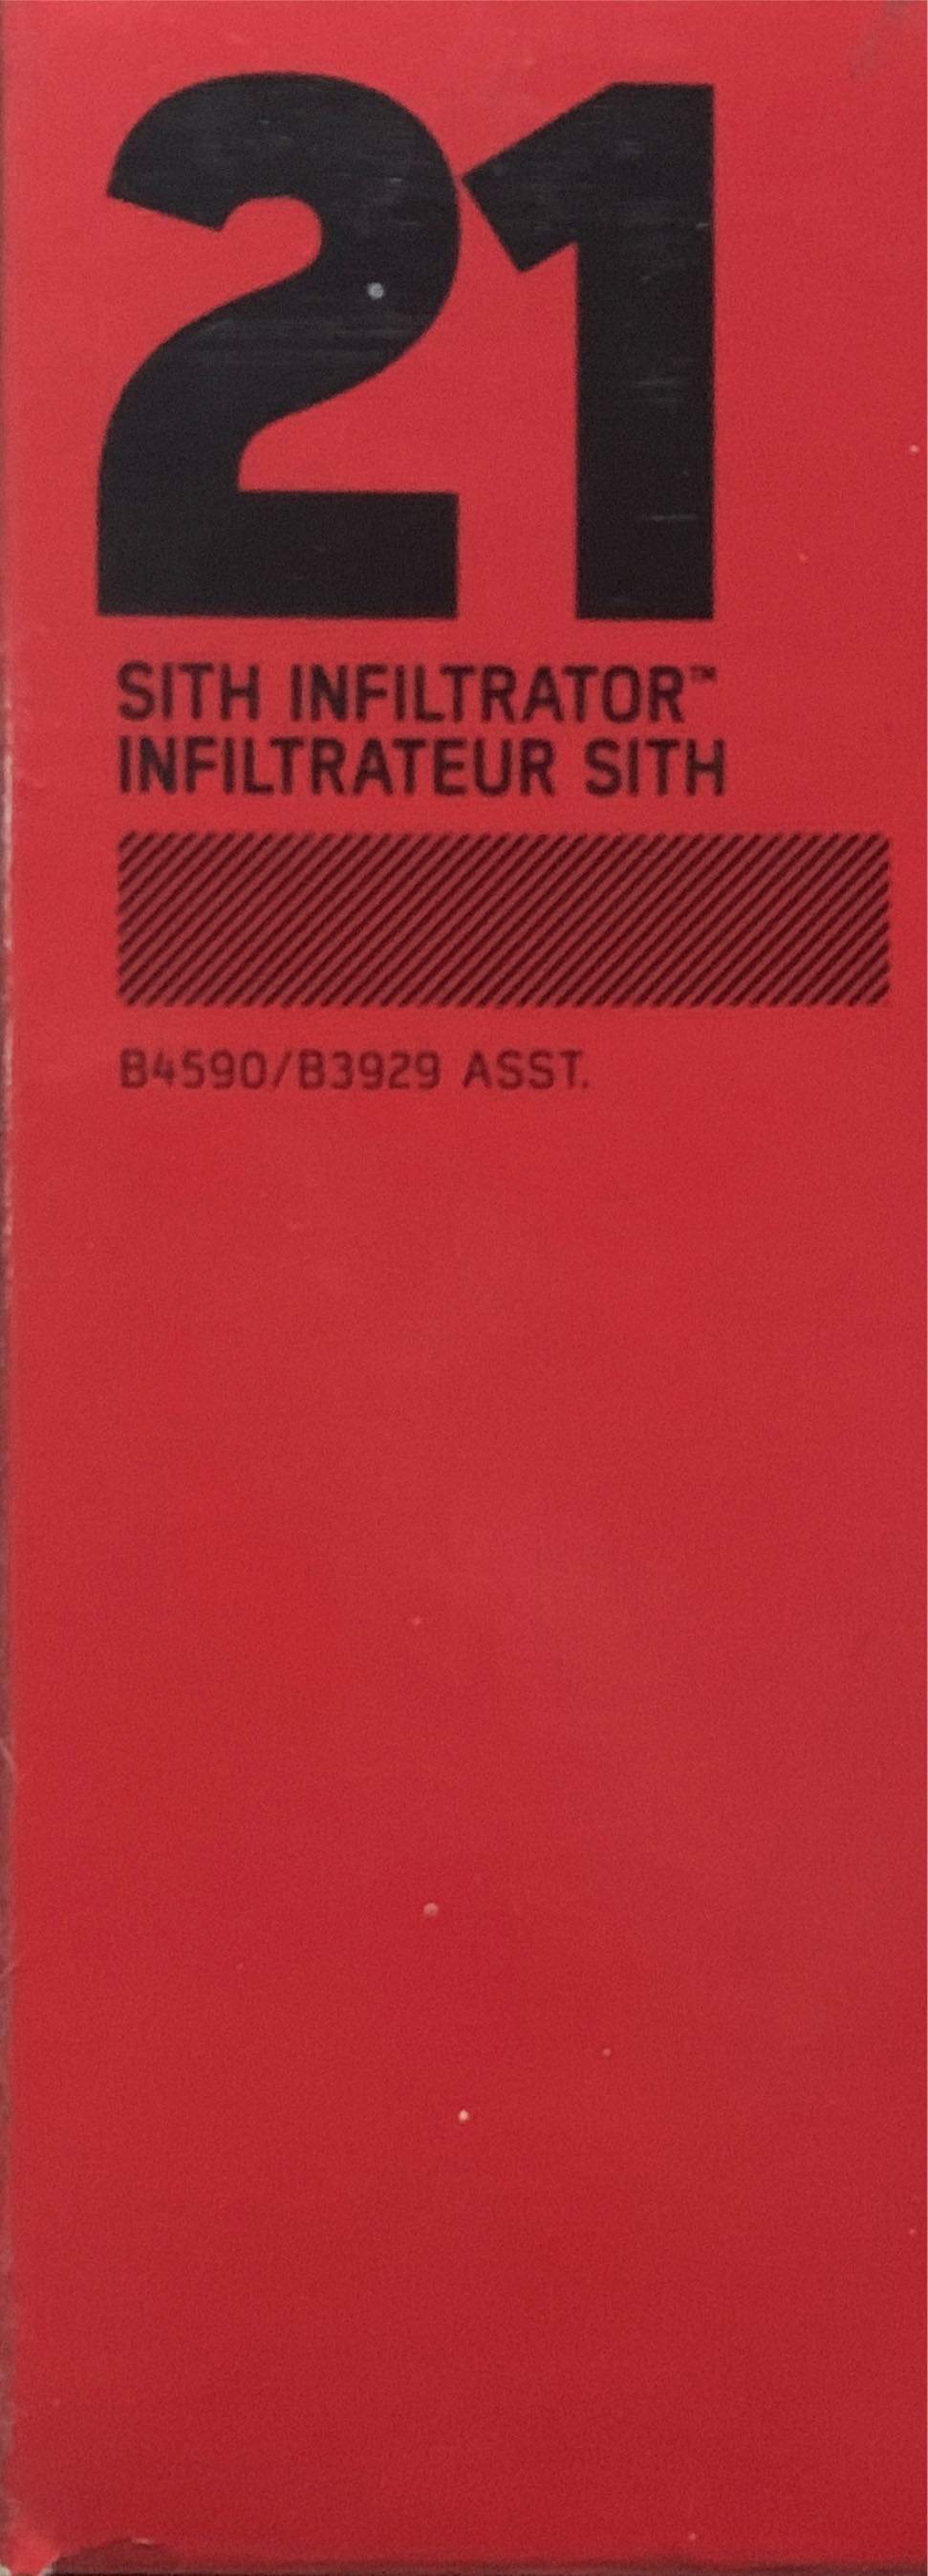 21
SITH INFILTRATOR™
INFILTRATEUR SITH
B4590/B3929 ASST.